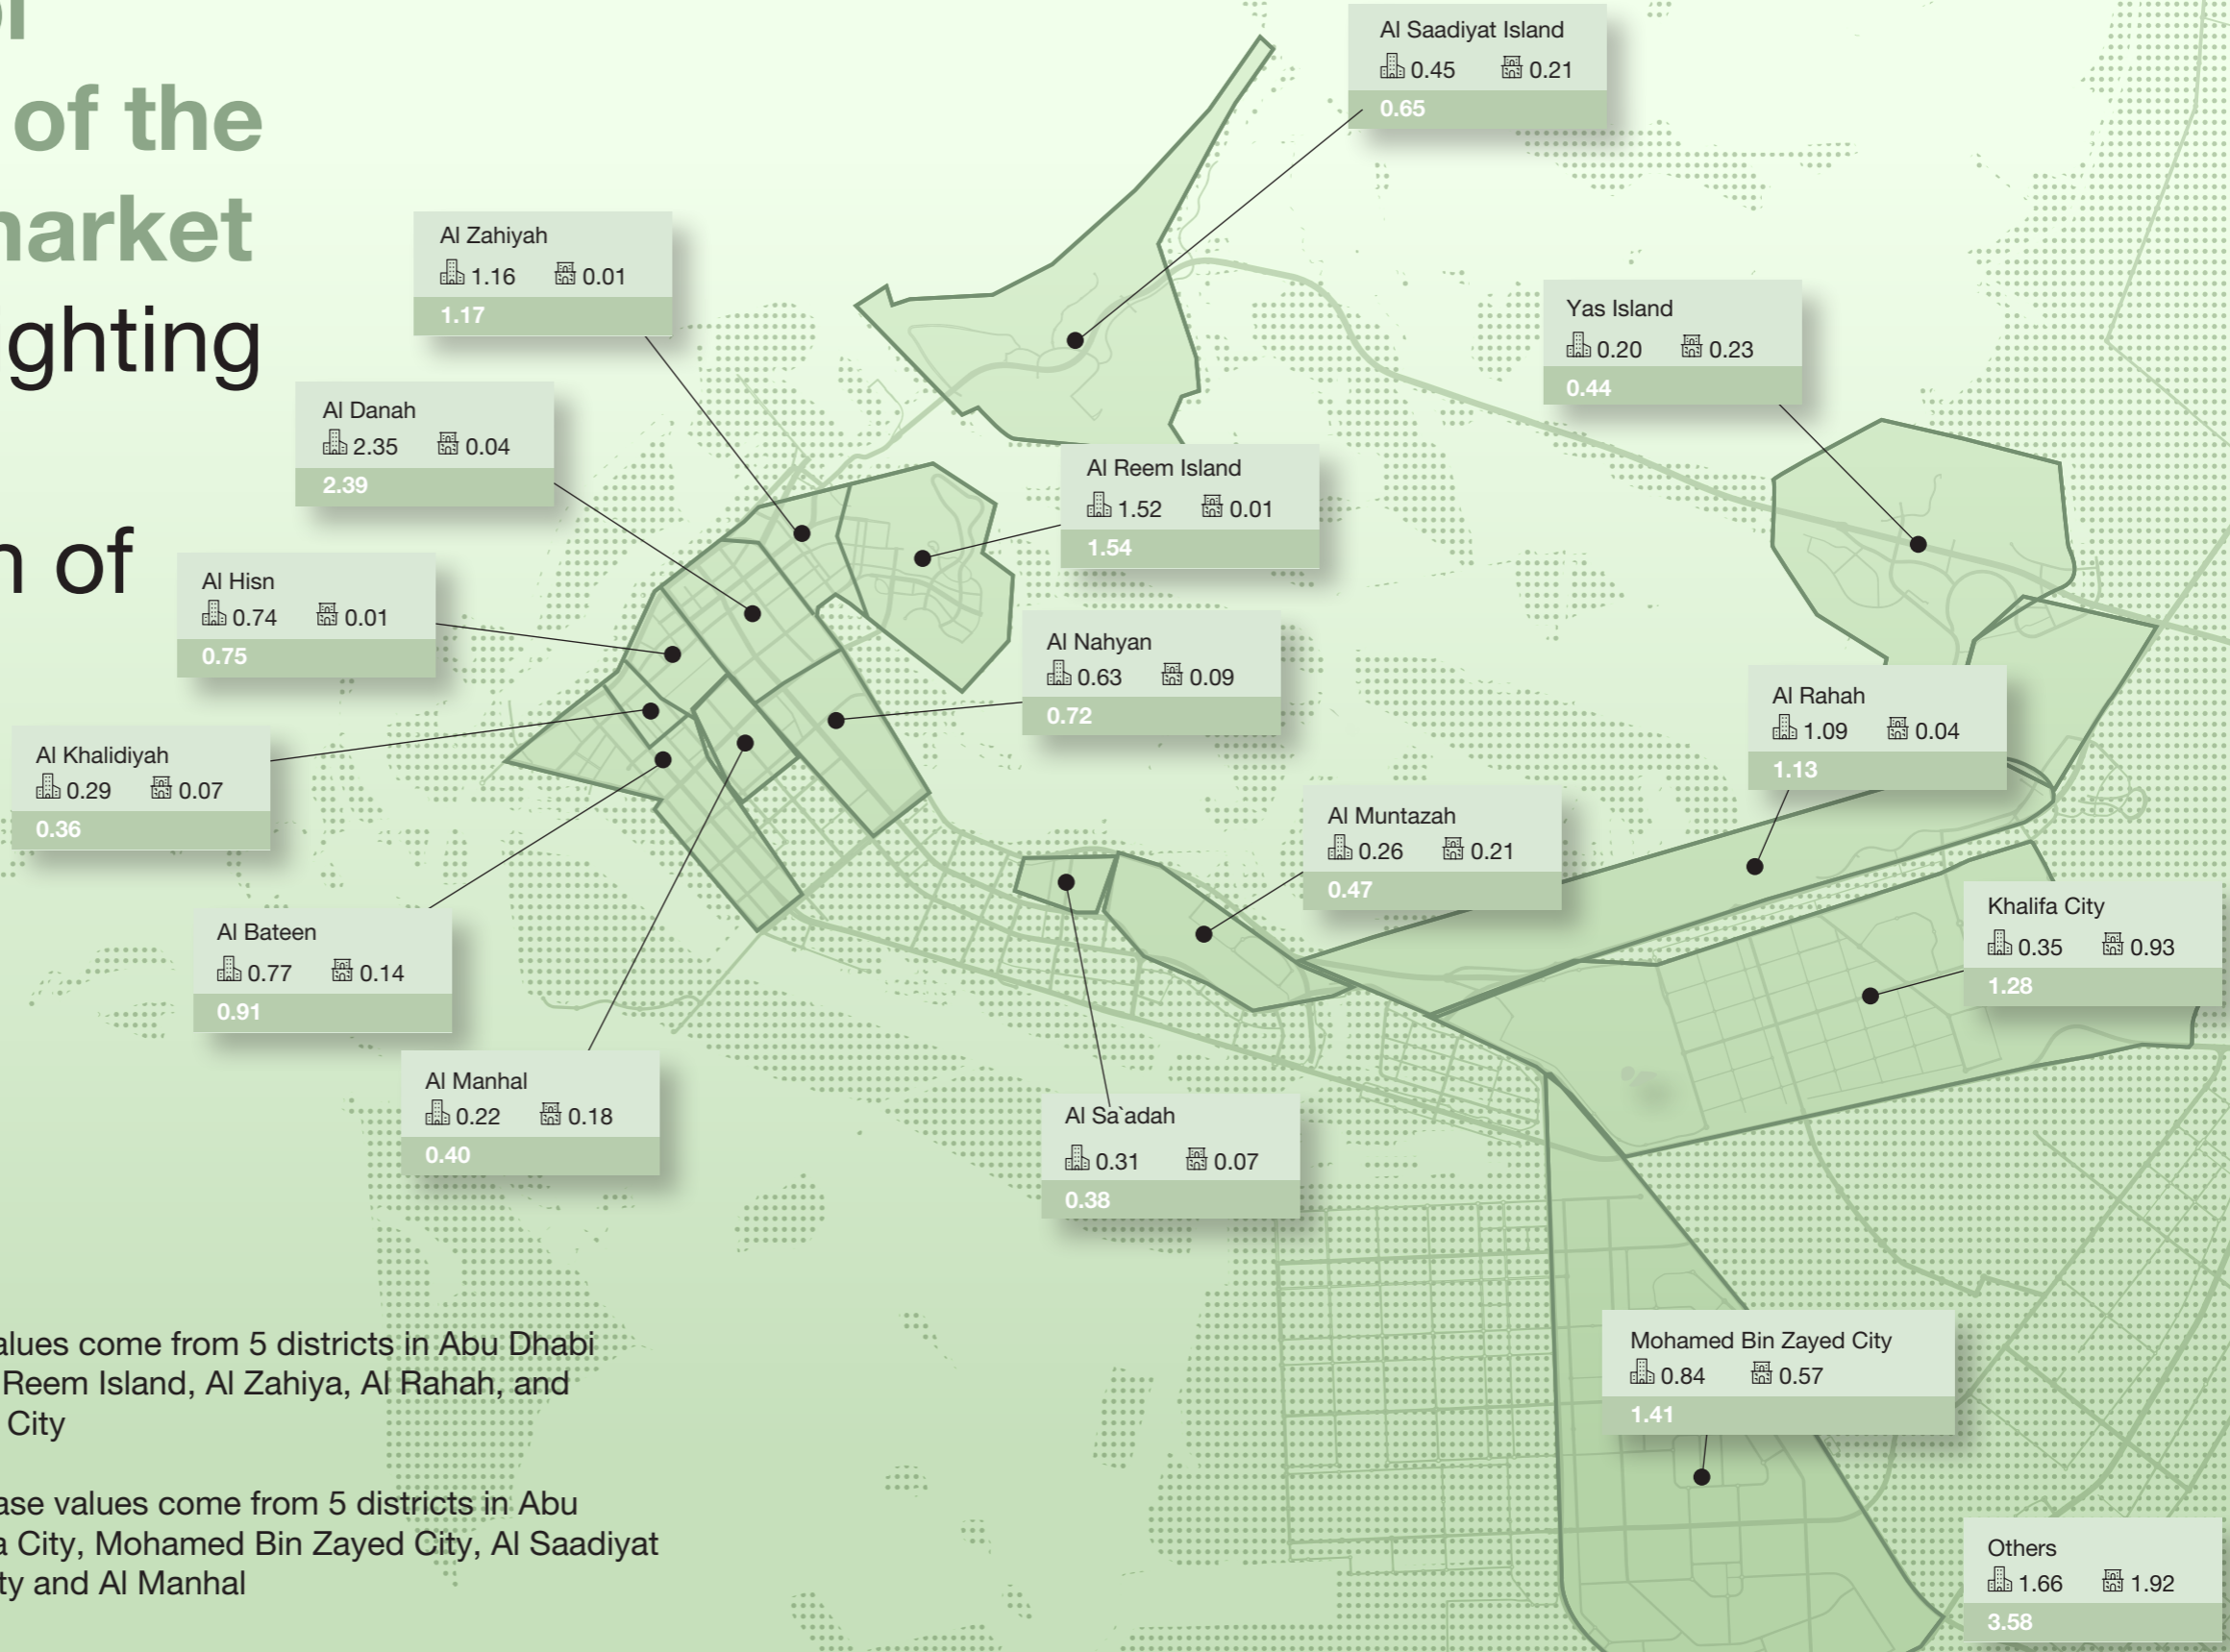 of the
market
ighting
n of
Al Saadiyat Island
0.45 0.21
0.65
Al Zahiyah
1.16 0.01
1.17
Yas Island
0.20 0.23
0.44
Al Danah
2.35 0.04
2.39
Al Reem Island
1.52 0.01
1.54
Al Hisn
0.74 0.01
0.75
Al Nahyan
0.63 0.09
0.72
Al Rahah
1.09 0.04
1.13
Al Khalidiyah
0.29 0.07
0.36
Al Muntazah
0.26 0.21
0.47
Khalifa City
0.35 0.93
1.28
Al Bateen
0.77 0.14
0.91
Al Manhal
0.22 0.18
0.40
Al Sa`adah
0.31 0.07
0.38
Mohamed Bin Zayed City
0.84 0.57
1.41
Others
1.66 1.92
3.58
alues come from 5 districts in Abu Dhabi
Reem Island, Al Zahiya, Al Rahah, and
City
ase values come from 5 districts in Abu
a City, Mohamed Bin Zayed City, Al Saadiyat
ty and Al Manhal